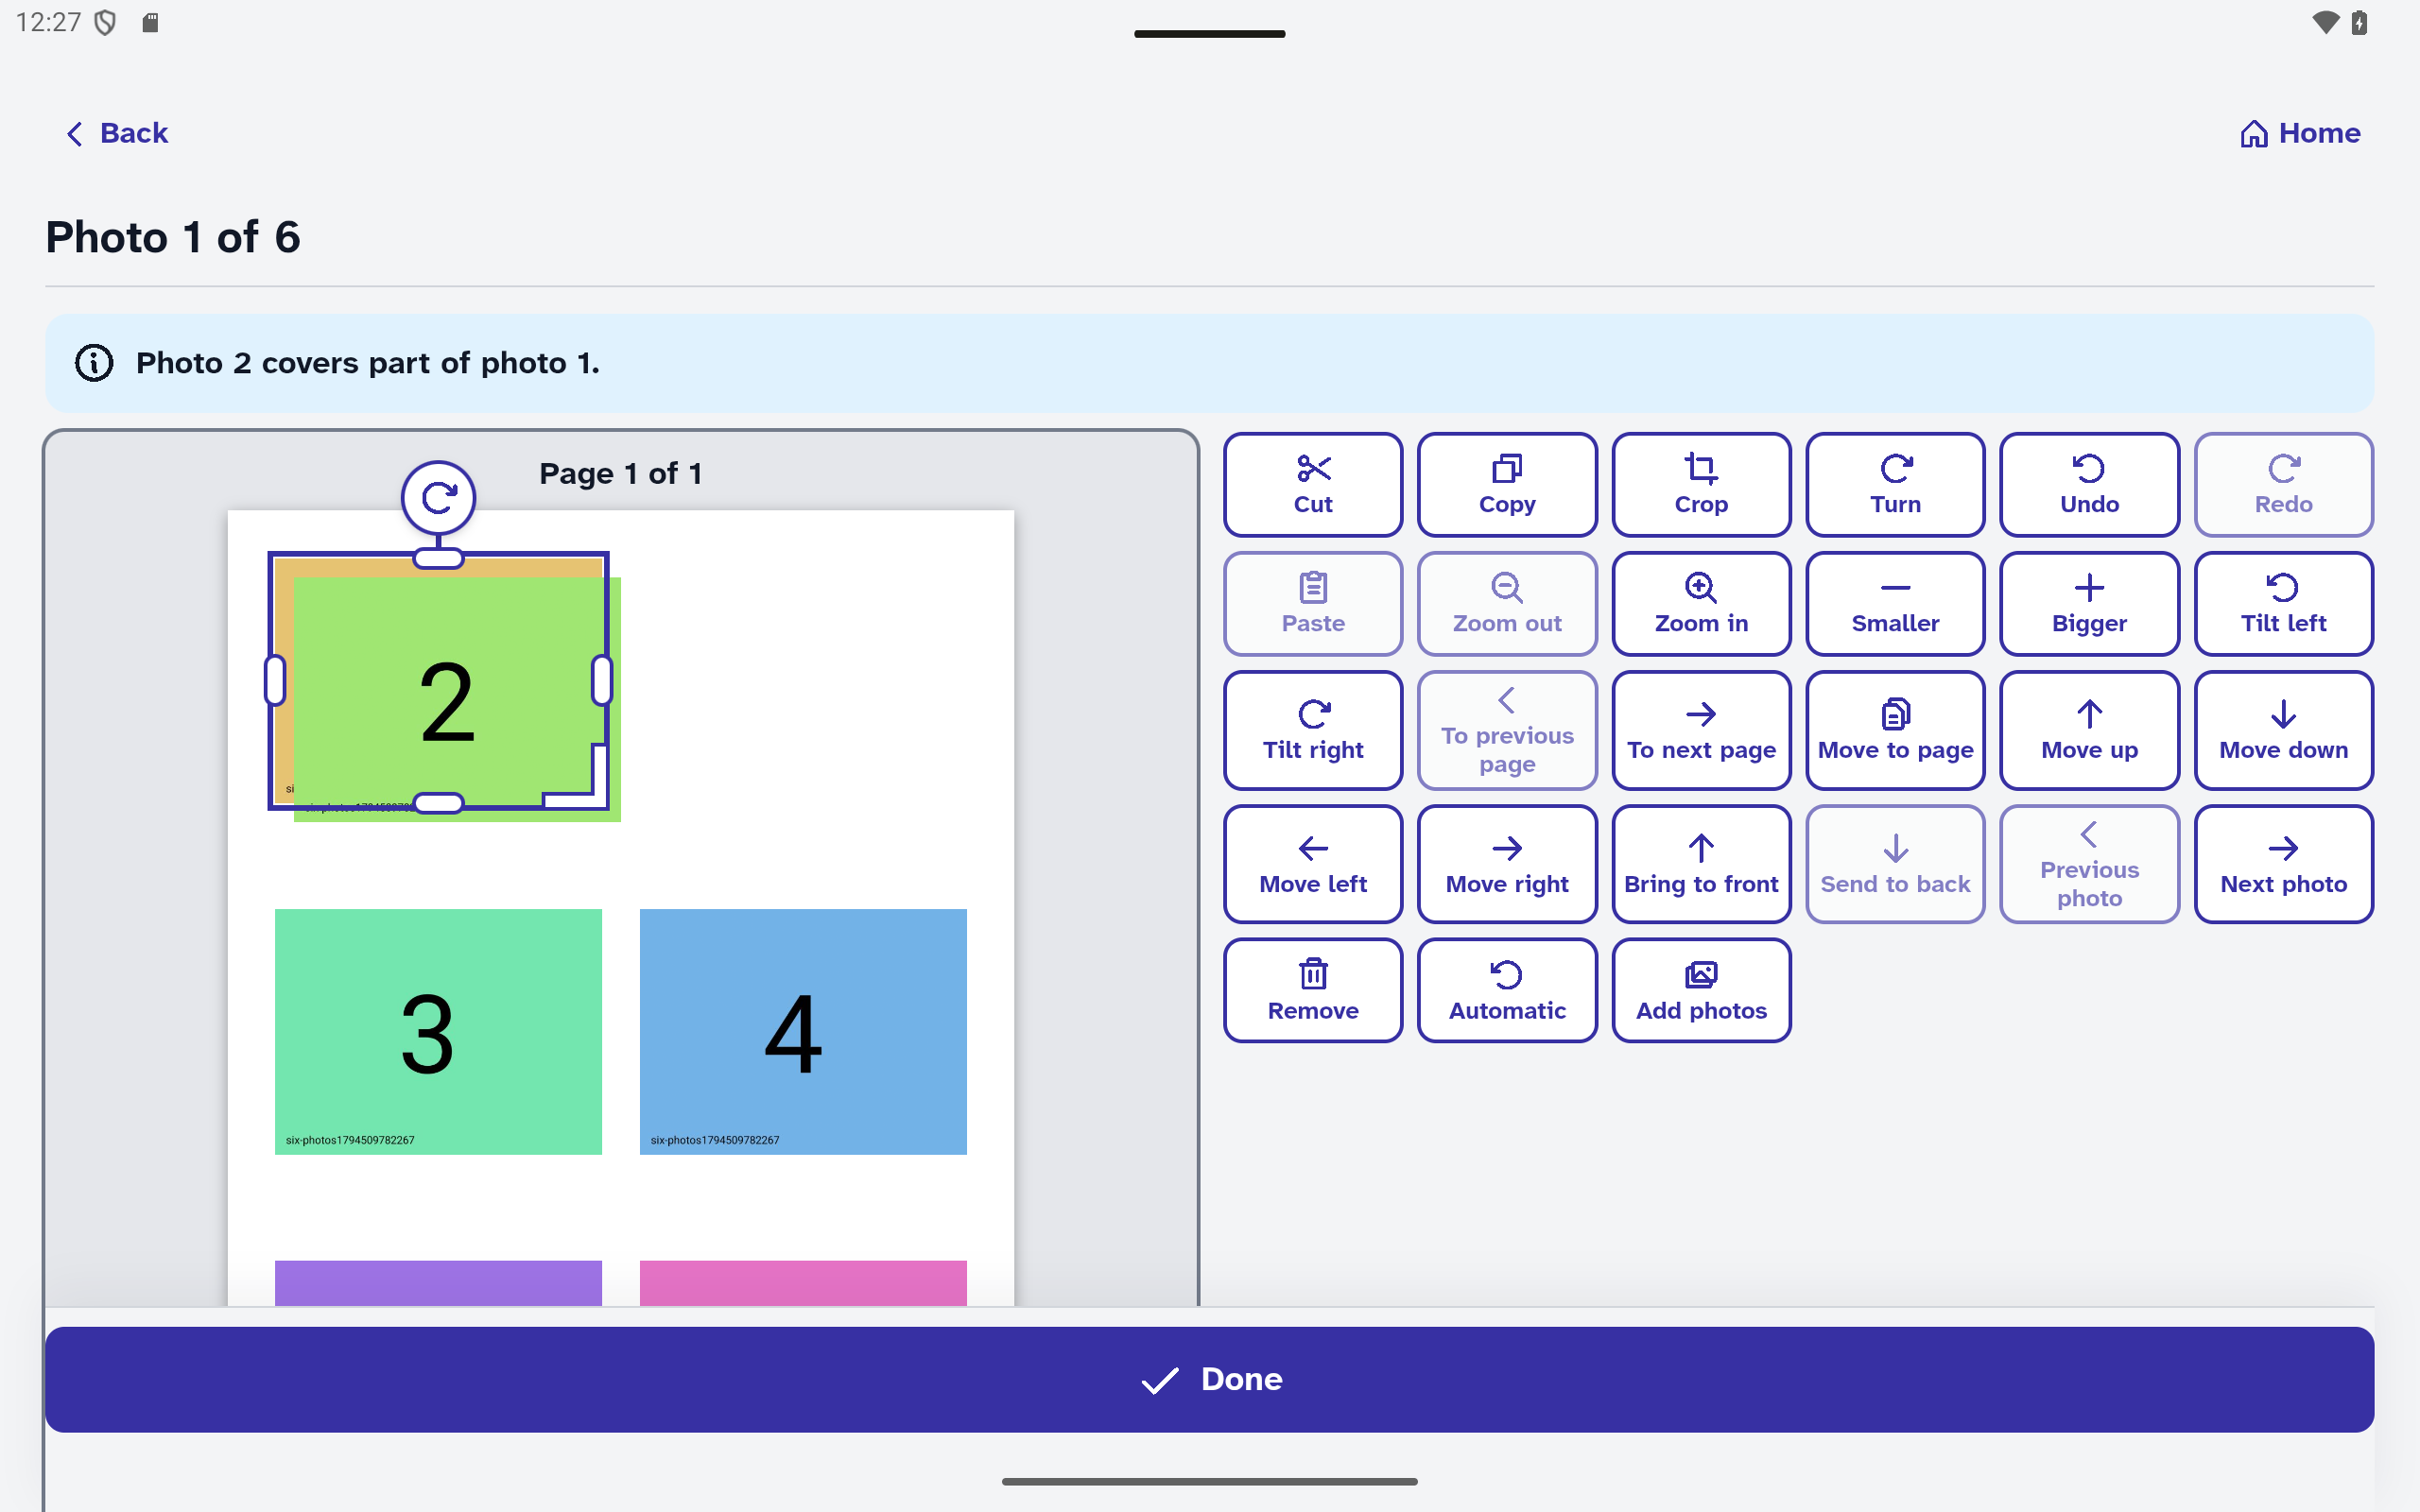 12:27
Back
Home
Photo 1 of 6
Photo 2 covers part of photo 1.
Page 1 of 1
2
si
3
six-photos1794509782267
4
six-photos1794509782267
Cut
Copy
Crop
Turn
Undo
Redo
Paste
Zoom out
Zoom in
Smaller
Bigger
Tilt left
Tilt right
To previous
page
To next page
Move to page
Move up
Move down
Move left
Move right
Bring to front
Send to back
Previous
photo
Next photo
Remove
Automatic
Add photos
Done